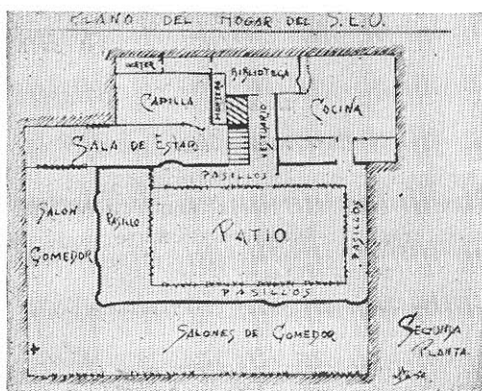 PLANO DEL HOGAR DEL S.E.U.
WATER
BIBLIOTECA
CAPILLA
MONTERA
VESTUARIO
COCINA
SALA DE ESTAR
PASILLOS
SALON
COMEDOR
PASILLO
PATIO
PASILLOS
PASILLOS
SALONES DE COMEDOR
SEGUNDA
PLANTA.